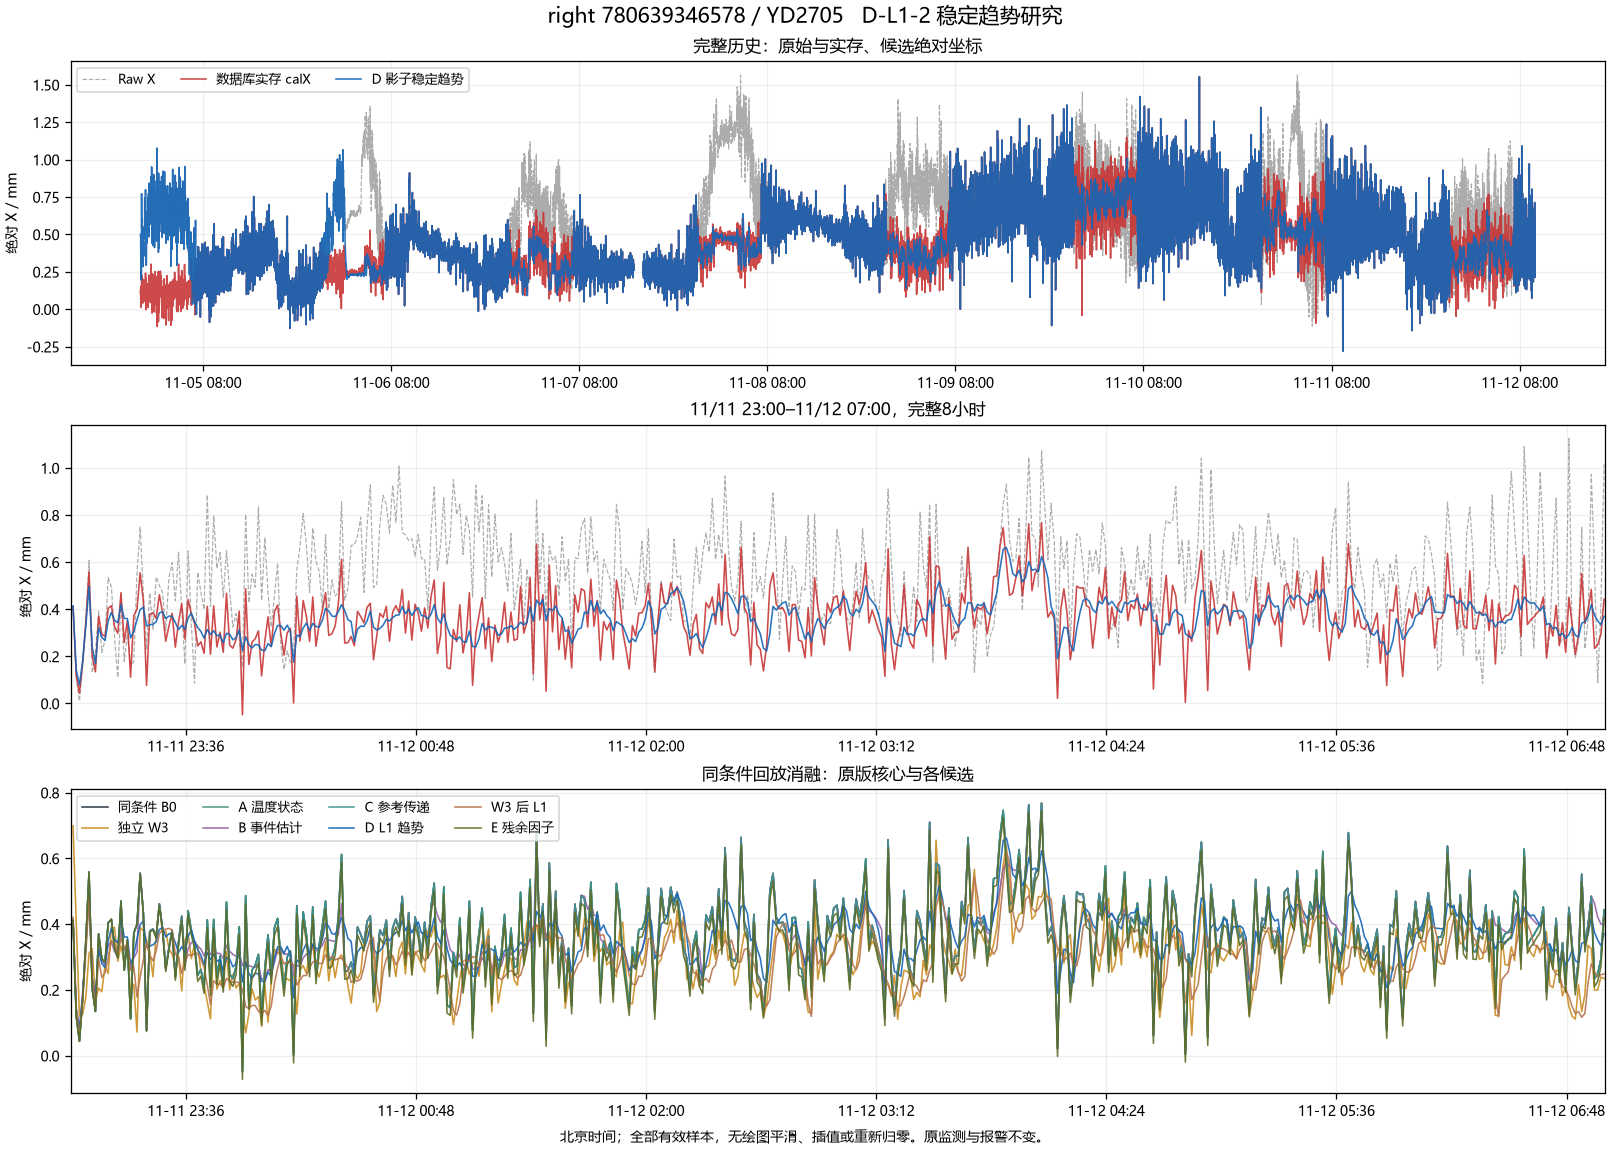 right 780639346578 / YD2705   D-L1-2 稳定趋势研究
完整历史：原始与实存、候选绝对坐标
Raw X
数据库实存 calX
D 影子稳定趋势
绝对 X / mm
1.50
1.25
1.00
0.75
0.50
0.25
0.00
-0.25
11-05 08:00
11-06 08:00
11-07 08:00
11-08 08:00
11-09 08:00
11-10 08:00
11-11 08:00
11-12 08:00
11/11 23:00–11/12 07:00，完整8小时
绝对 X / mm
1.0
0.8
0.6
0.4
0.2
0.0
11-11 23:36
11-12 00:48
11-12 02:00
11-12 03:12
11-12 04:24
11-12 05:36
11-12 06:48
同条件回放消融：原版核心与各候选
同条件 B0
A 温度状态
C 参考传递
W3 后 L1
独立 W3
B 事件估计
D L1 趋势
E 残余因子
绝对 X / mm
0.8
0.6
0.4
0.2
0.0
11-11 23:36
11-12 00:48
11-12 02:00
11-12 03:12
11-12 04:24
11-12 05:36
11-12 06:48
北京时间；全部有效样本，无绘图平滑、插值或重新归零。原监测与报警不变。